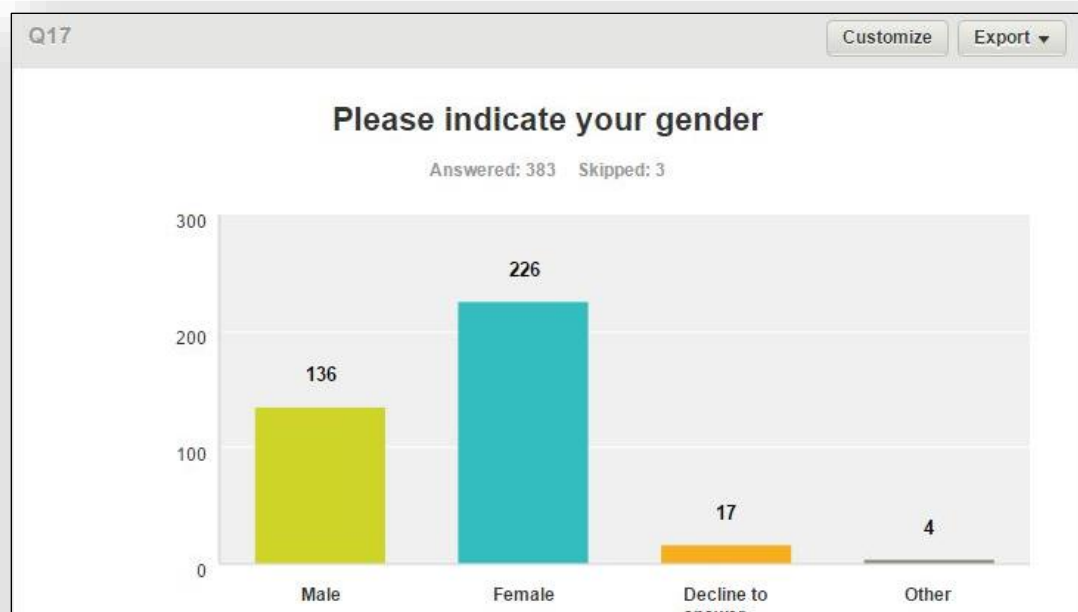 Q17
Customize
Export
Please indicate your gender
Answered: 383 Skipped: 3
300
200
100
0
136
226
17
4
Male
Female
Decline to
Other